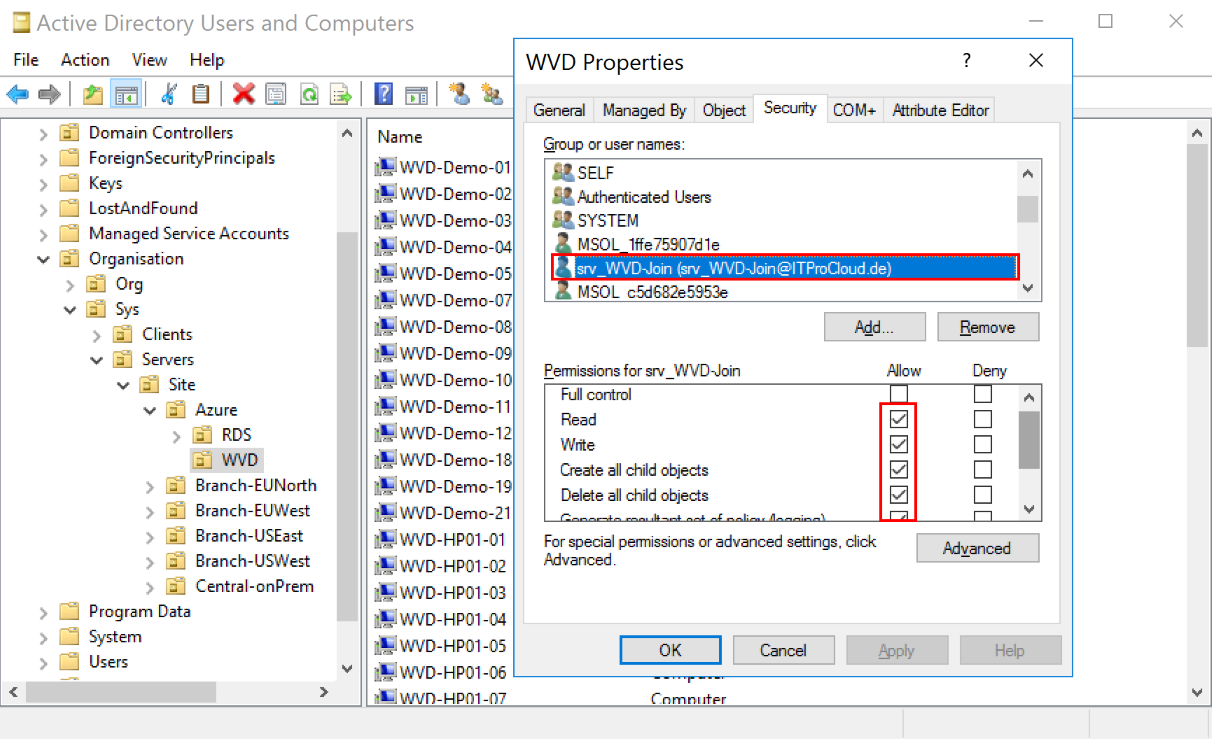 Active Directory Users and Computers
File Action View Help
Domain Controllers
ForeignSecurityPrincipals
Keys
LostAndFound
Managed Service Accounts
Organisation
Org
Sys
Clients
Servers
Site
Azure
RDS
WVD
Branch-EUNorth
Branch-EUWest
Branch-USEast
Branch-USWest
Central-onPrem
Program Data
System
Users
Name
WVD-Demo-01
WVD-Demo-02
WVD-Demo-03
WVD-Demo-04
WVD-Demo-05
WVD-Demo-07
WVD-Demo-08
WVD-Demo-09
WVD-Demo-10
WVD-Demo-11
WVD-Demo-12
WVD-Demo-18
WVD-Demo-19
WVD-Demo-21
WVD-HP01-01
WVD-HP01-02
WVD-HP01-03
WVD-HP01-04
WVD-HP01-05
WVD-HP01-06
WVD-HP01-07
Computer
Computer
WVD Properties ?
General Managed By Object Security COM+ Attribute Editor
Group or user names:
SELF
Authenticated Users
SYSTEM
MSOL_1ffe75907d1e
srv_WVD-Join (srv_WVD-Join@ITProCloud.de)
MSOL_c5d682e5953e
Add... Remove
Permissions for srv_WVD-Join Allow Deny
Full control
Read
Write
Create all child objects
Delete all child objects
Generate resultant set of policy (logging)
For special permissions or advanced settings, click
Advanced.
Advanced
OK Cancel Apply Help